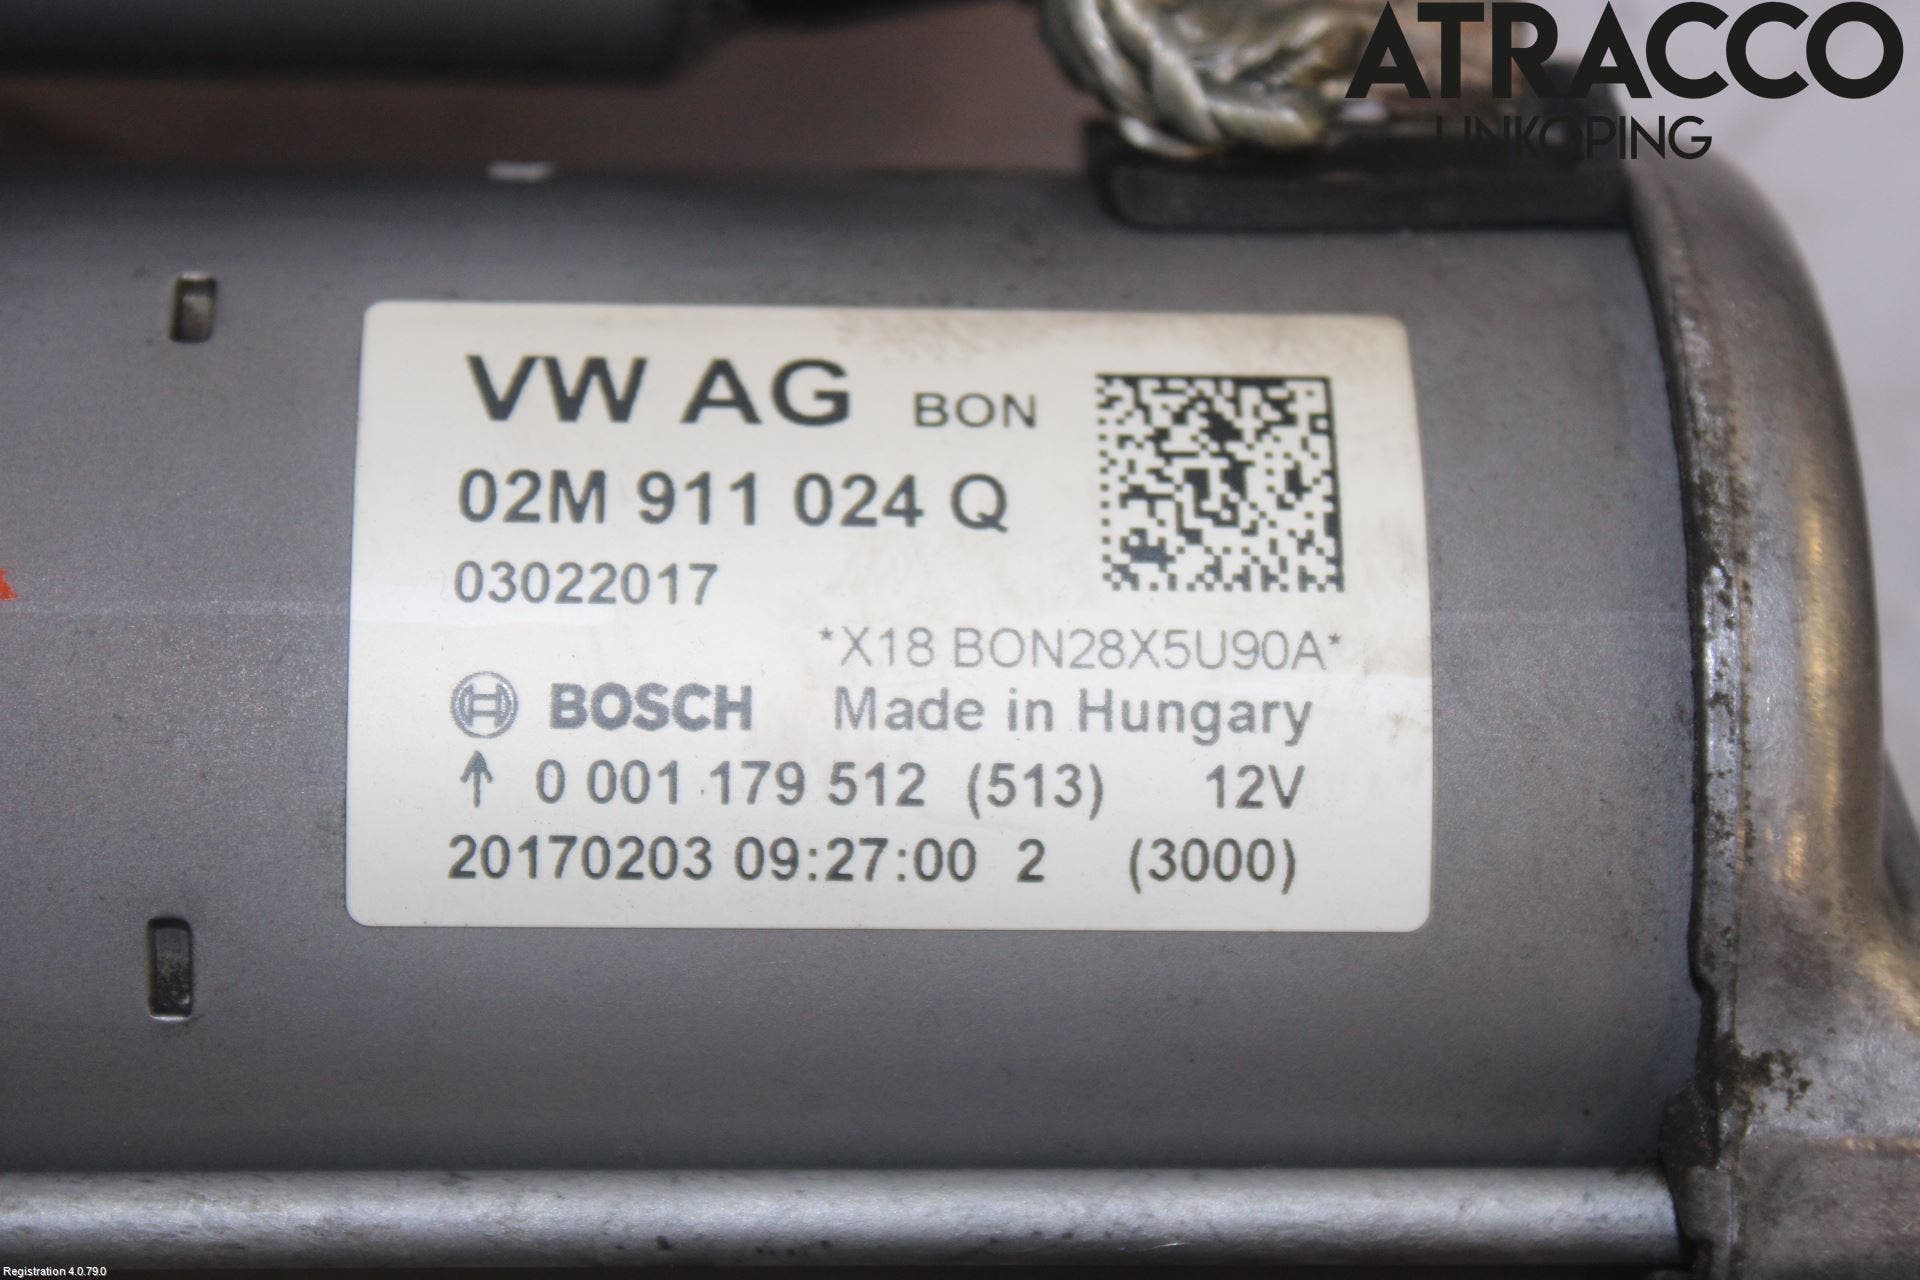 ATRACCO
LINKÖPING
VW AG BON
02M 911 024 Q
03022017
*X18 BON28X5U90A*
BOSCH Made in Hungary
↑ 0 001 179 512 (513) 12V
20170203 09:27:00 2 (3000)
Registration 4.0.79.0